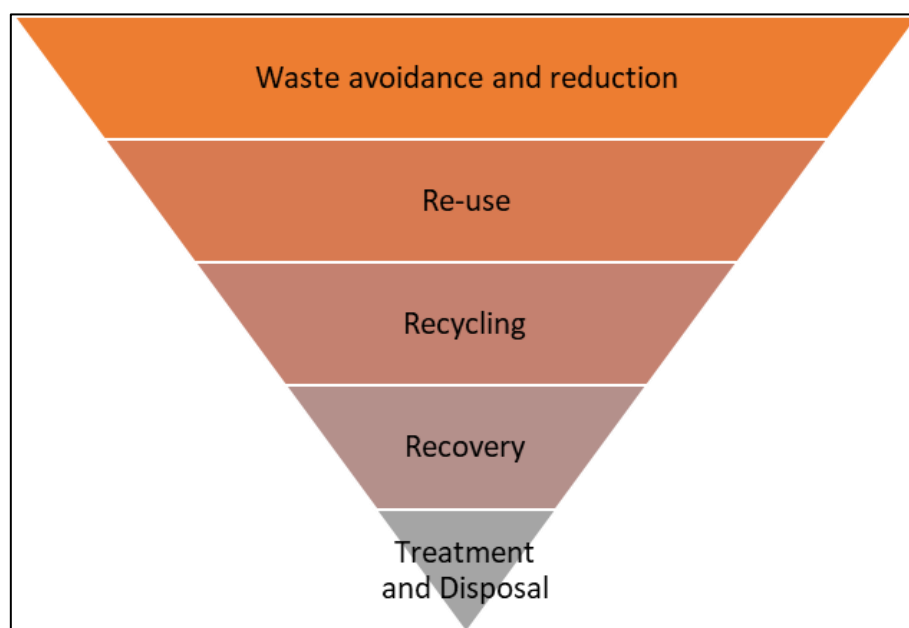 Waste avoidance and reduction
Re-use
Recycling
Recovery
Treatment
and Disposal